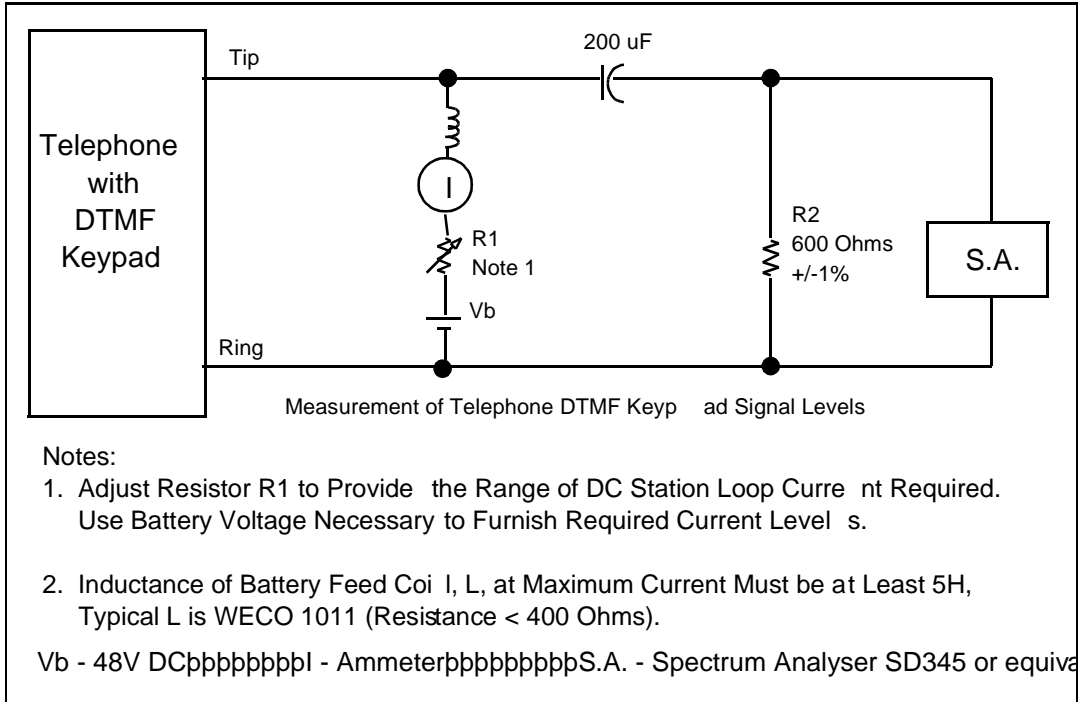 200 uF
Tip
Telephone
with
DTMF
Keypad
I
R1
Note 1
Vb
R2
600 Ohms
+/-1%
S.A.
Ring
Measurement of Telephone DTMF Keyp ad Signal Levels
Notes:
1. Adjust Resistor R1 to Provide the Range of DC Station Loop Curre nt Required.
Use Battery Voltage Necessary to Furnish Required Current Level s.
2. Inductance of Battery Feed Coi l, L, at Maximum Current Must be at Least 5H,
Typical L is WECO 1011 (Resistance < 400 Ohms).
Vb - 48V DCþþþþþþþþI - AmmeterþþþþþþþþþS.A. - Spectrum Analyser SD345 or equiva